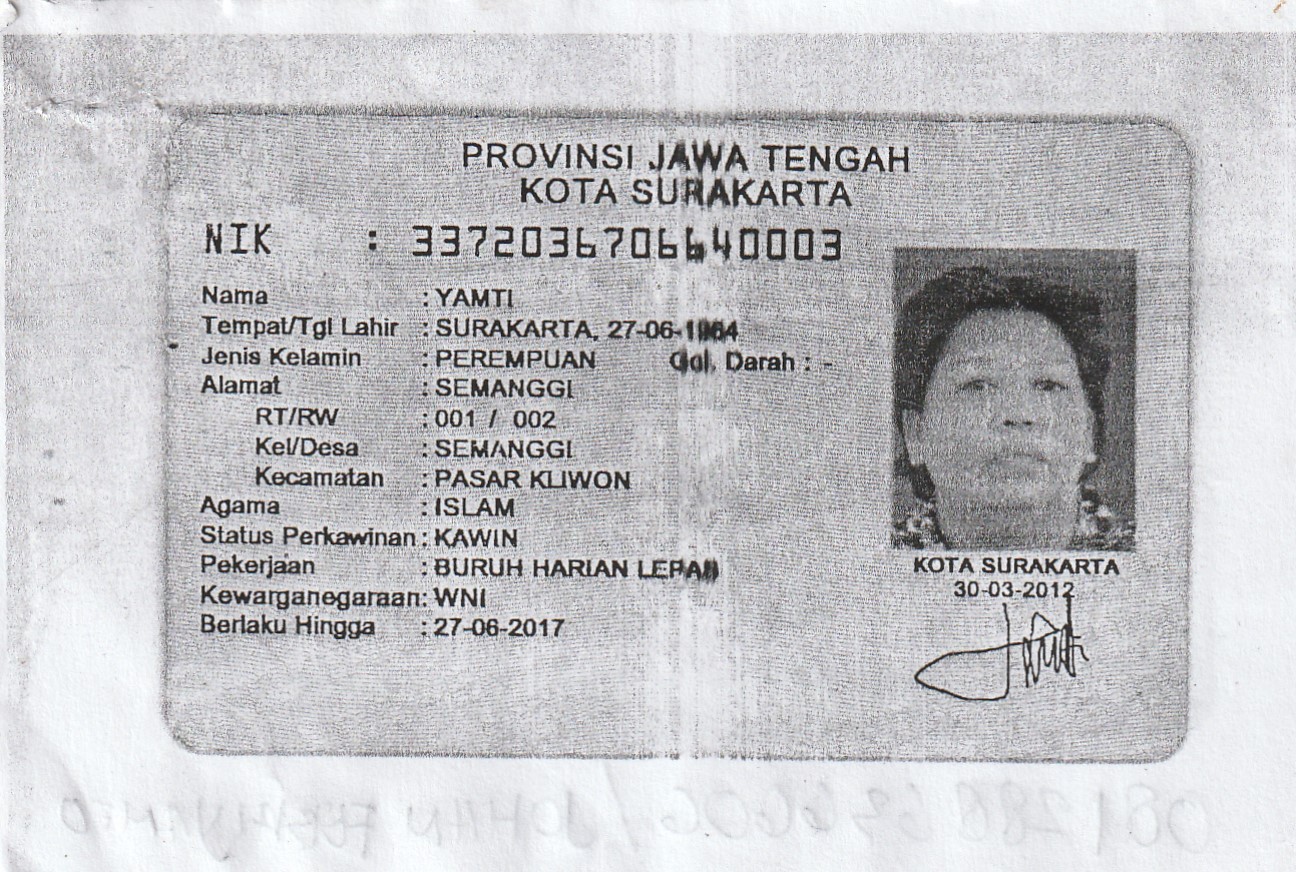 PROVINSI JAWA TENGAH
KOTA SURAKARTA
NIK : 3372036706640003
Nama : YAMTI
Tempat/Tgl Lahir : SURAKARTA, 27-06-1964
Jenis Kelamin : PEREMPUAN Gol. Darah : -
Alamat : SEMANGGI
RT/RW : 001 / 002
Kel/Desa : SEMANGGI
Kecamatan : PASAR KLIWON
Agama : ISLAM
Status Perkawinan : KAWIN
Pekerjaan : BURUH HARIAN LEPAS
Kewarganegaraan : WNI
Berlaku Hingga : 27-06-2017
KOTA SURAKARTA
30-03-2012